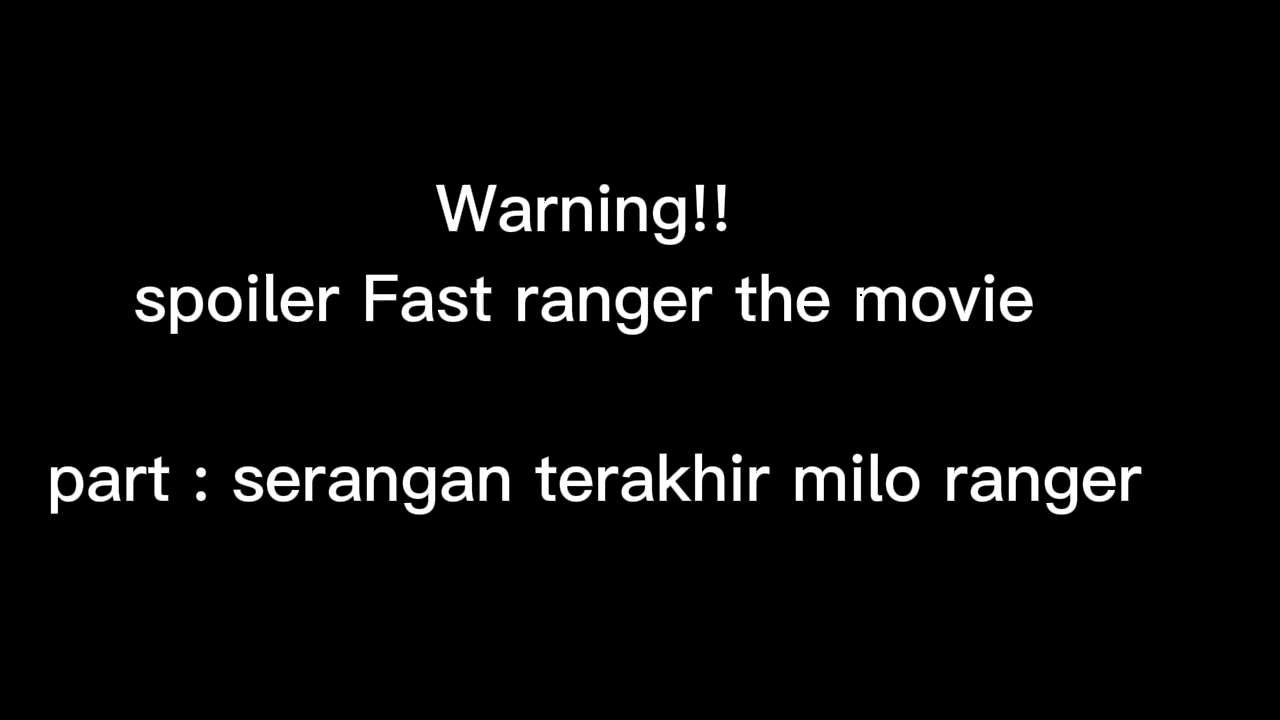 Warning!!
spoiler Fast ranger the movie
part : serangan terakhir milo ranger